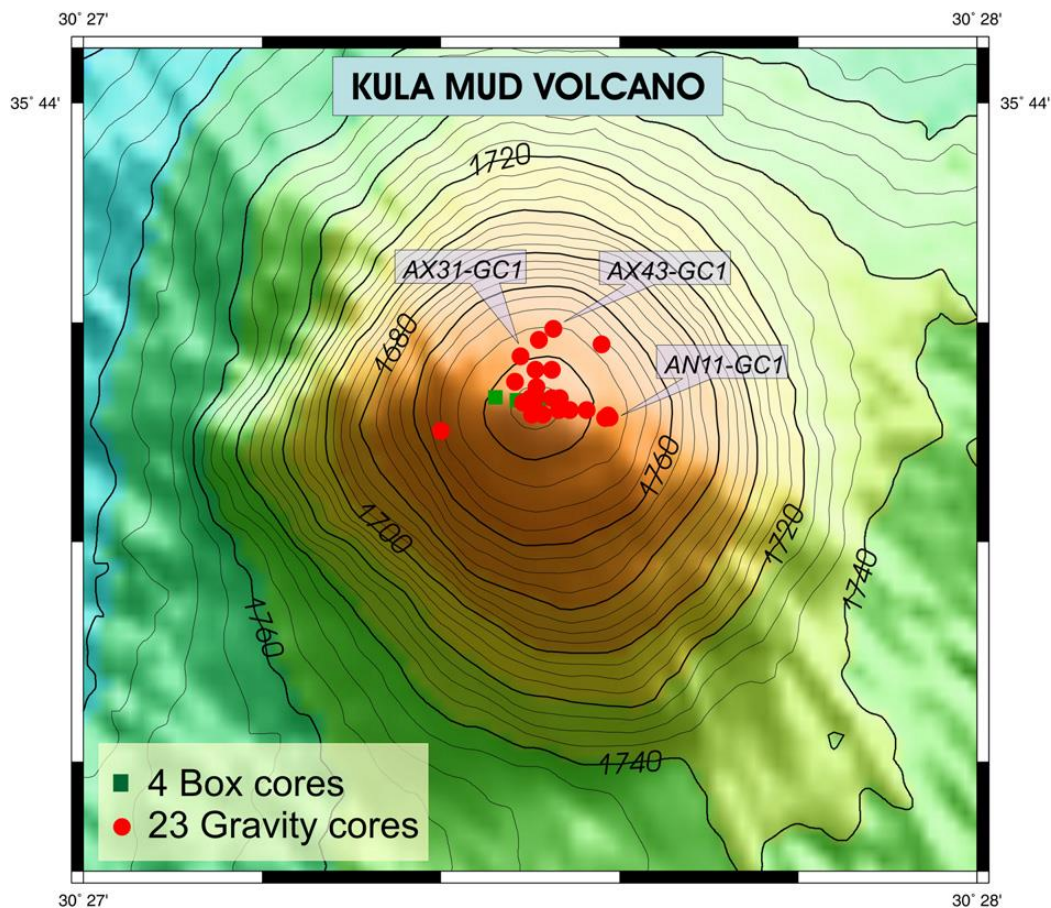 30° 27'
30° 28'
35° 44'
KULA MUD VOLCANO
35° 44'
1720
AX31-GC1
AX43-GC1
1680
AN11-GC1
1760
1700
1720
1740
1760
1740
4 Box cores
23 Gravity cores
30° 27'
30° 28'